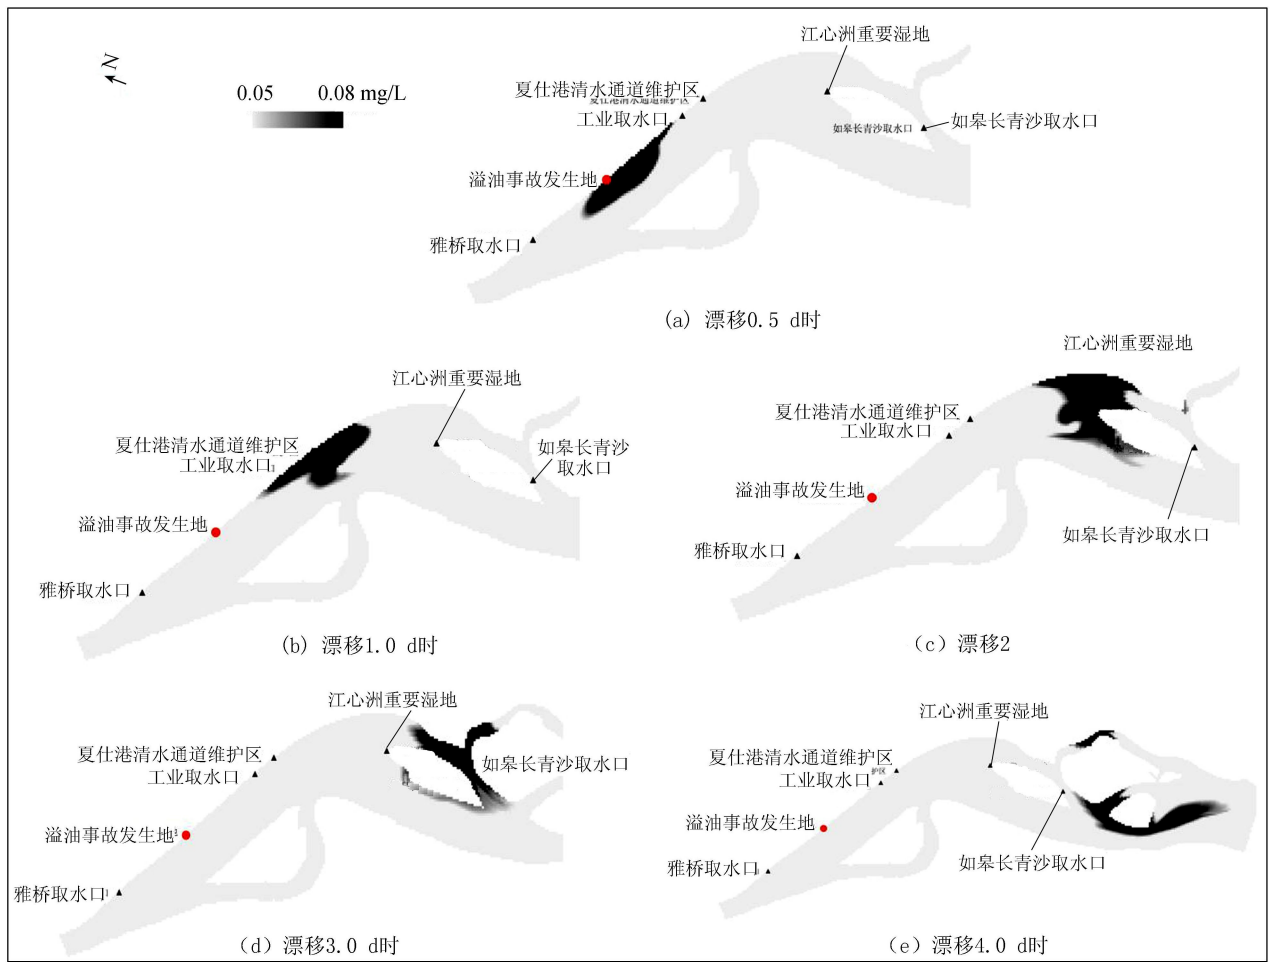 N
0.05 0.08 mg/L
江心洲重要湿地
夏仕港清水通道维护区
夏仕港清水通道维护区
工业取水口
如皋长青沙取水口
如皋长青沙取水口
溢油事故发生地
雅桥取水口
(a) 漂移0.5 d时
江心洲重要湿地
夏仕港清水通道维护区
工业取水口
如皋长青沙
取水口
溢油事故发生地
雅桥取水口
(b) 漂移1.0 d时
江心洲重要湿地
夏仕港清水通道维护区
工业取水口
溢油事故发生地
如皋长青沙取水口
雅桥取水口
(c) 漂移2
江心洲重要湿地
夏仕港清水通道维护区
工业取水口
如皋长青沙取水口
溢油事故发生地
雅桥取水口
(d) 漂移3.0 d时
江心洲重要湿地
夏仕港清水通道维护区
工业取水口
护区
溢油事故发生地
如皋长青沙取水口
雅桥取水口
(e) 漂移4.0 d时